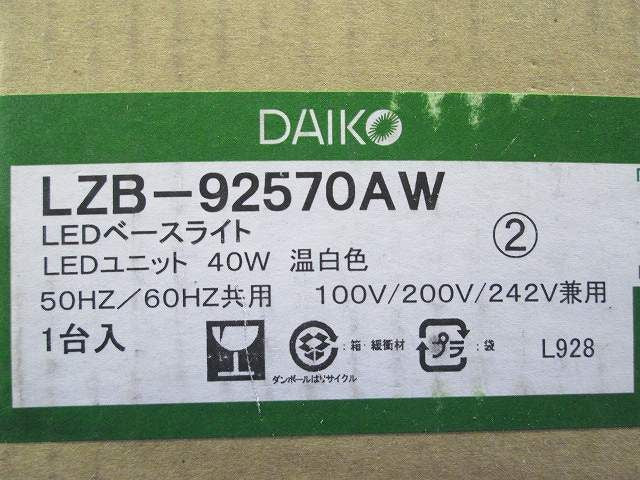 DAIKO
LZB-92570AW
LEDベースライト
②
LEDユニット 40W 温白色
50HZ/60HZ共用 100V/200V/242V兼用
1台入
:箱・緩衝材
プラ
:袋
L928
ダンボールはリサイクル